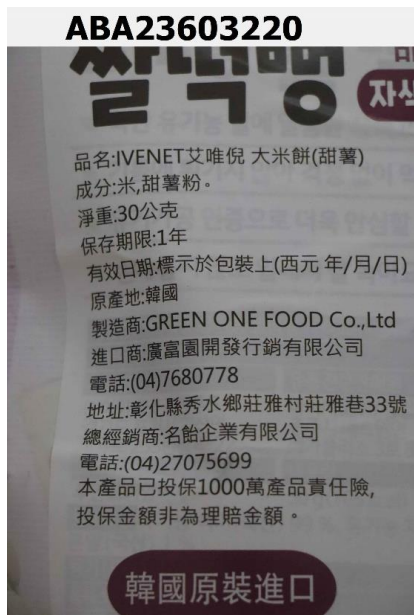 ABA23603220
쌀떡뻥
자색
品名:IVENET艾唯倪 大米餅(甜薯)
成分:米,甜薯粉。
淨重:30公克
保存期限:1年
有效日期:標示於包裝上(西元 年/月/日)
原產地:韓國
製造商:GREEN ONE FOOD Co.,Ltd
進口商:廣富園開發行銷有限公司
電話:(04)7680778
地址:彰化縣秀水鄉莊雅村莊雅巷33號
總經銷商:名飴企業有限公司
電話:(04)27075699
本產品已投保1000萬產品責任險,
投保金額非為理賠金額。
韓國原裝進口